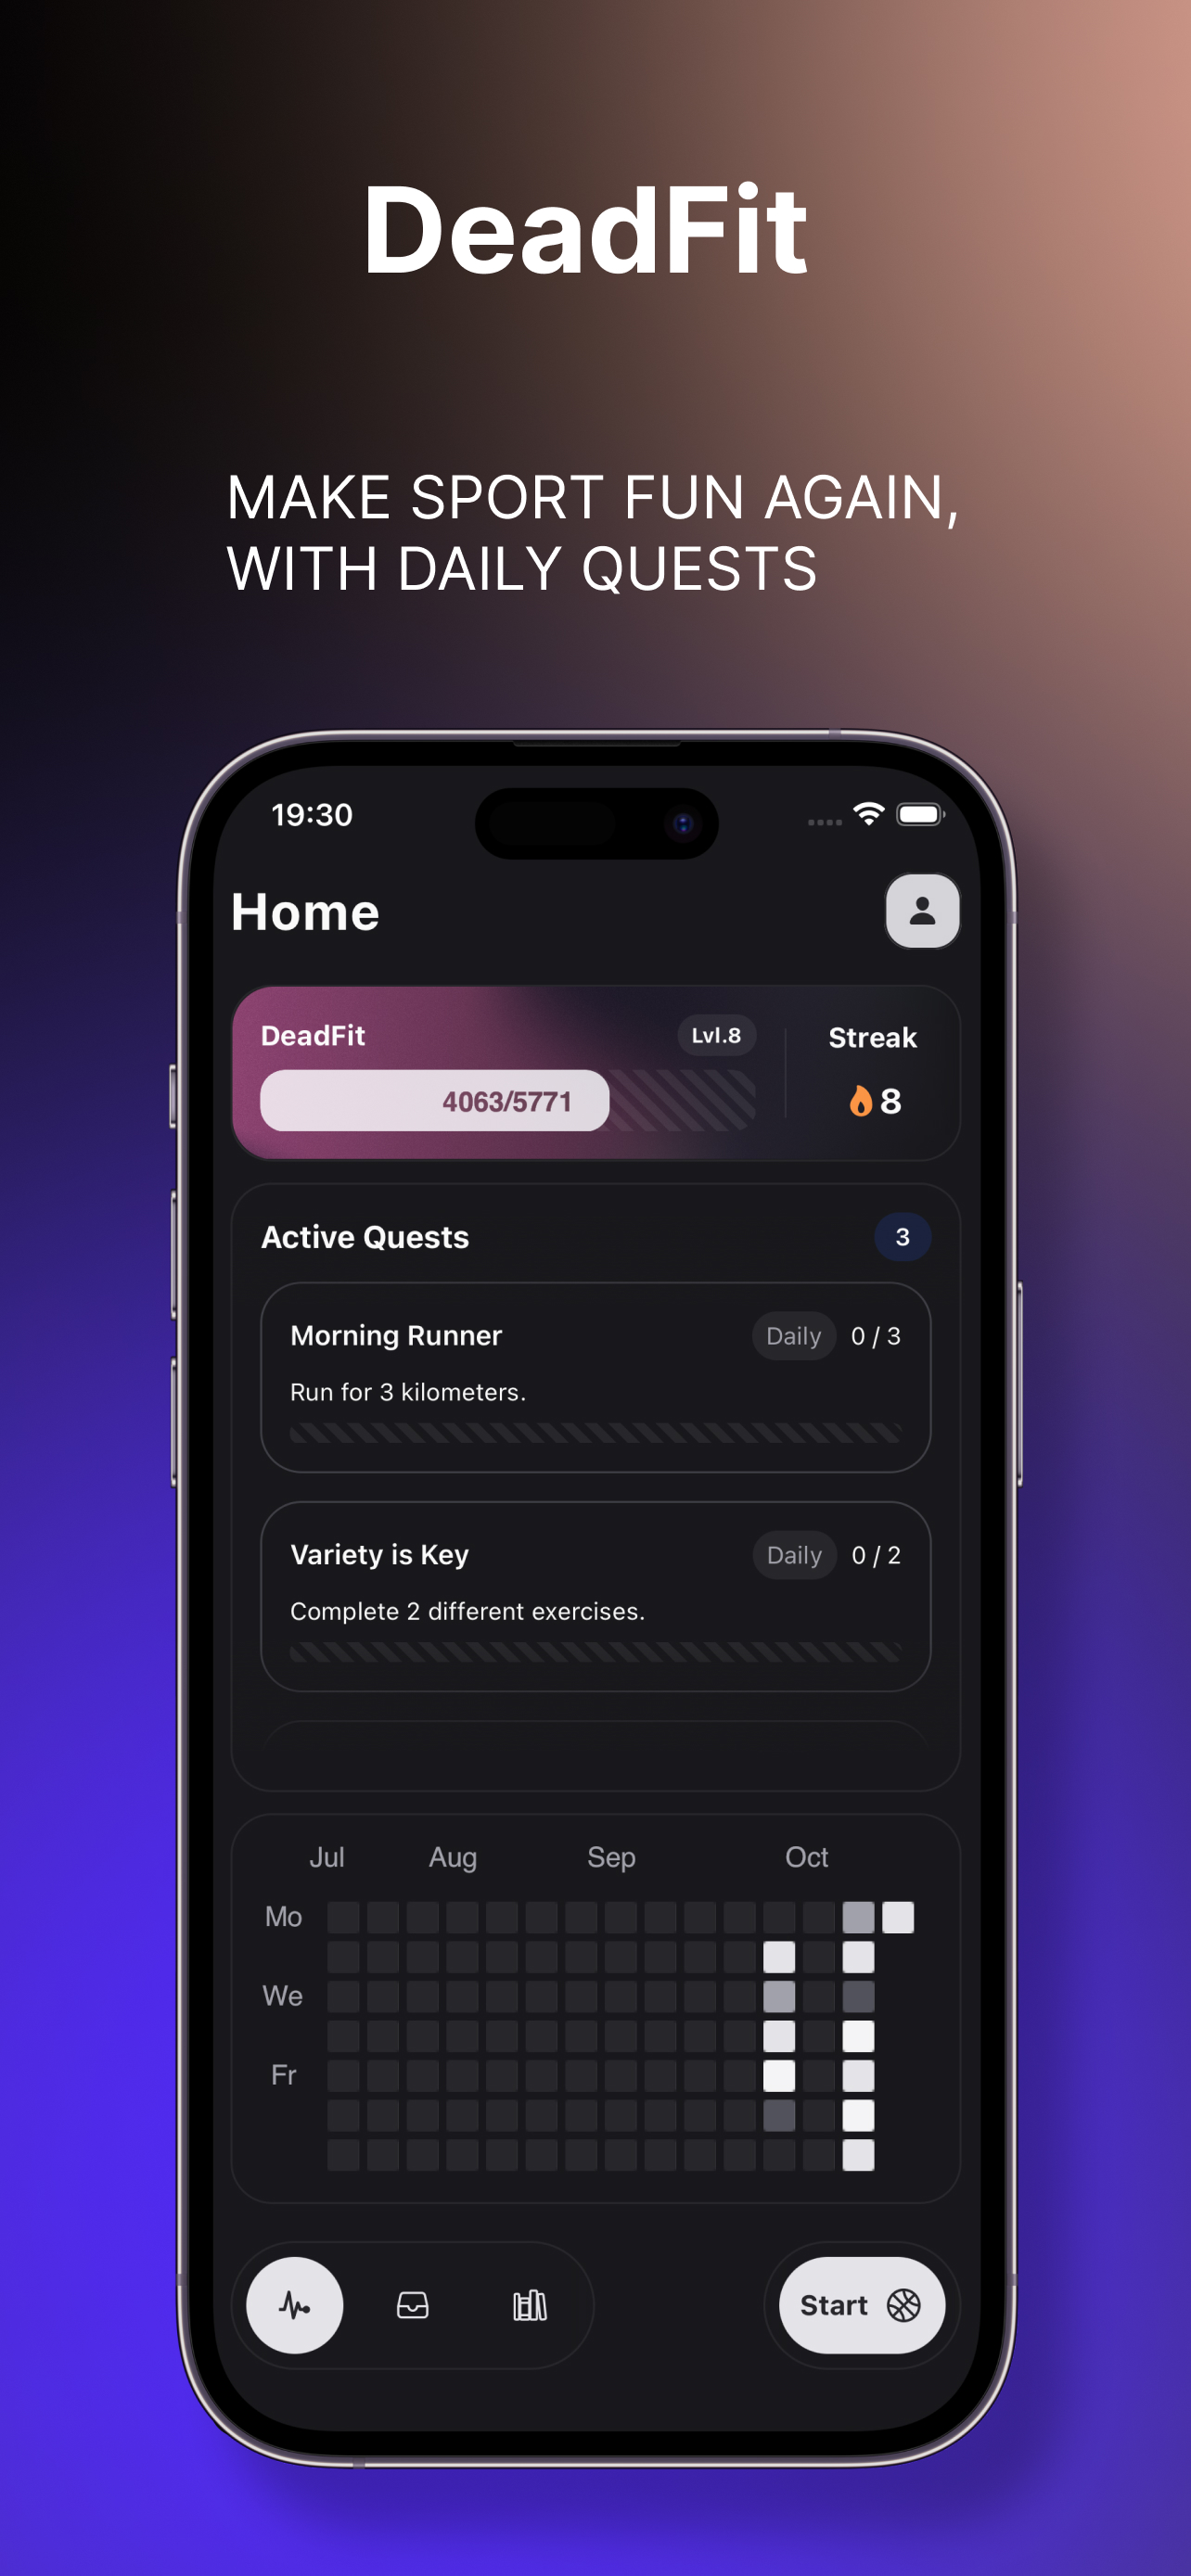 DeadFit
MAKE SPORT FUN AGAIN,
WITH DAILY QUESTS
19:30
Home
DeadFit
Lvl.8
Streak
4063/5771
8
Active Quests
3
Morning Runner
Daily
0 / 3
Run for 3 kilometers.
Variety is Key
Daily
0 / 2
Complete 2 different exercises.
Jul Aug Sep Oct
Mo
We
Fr
Start